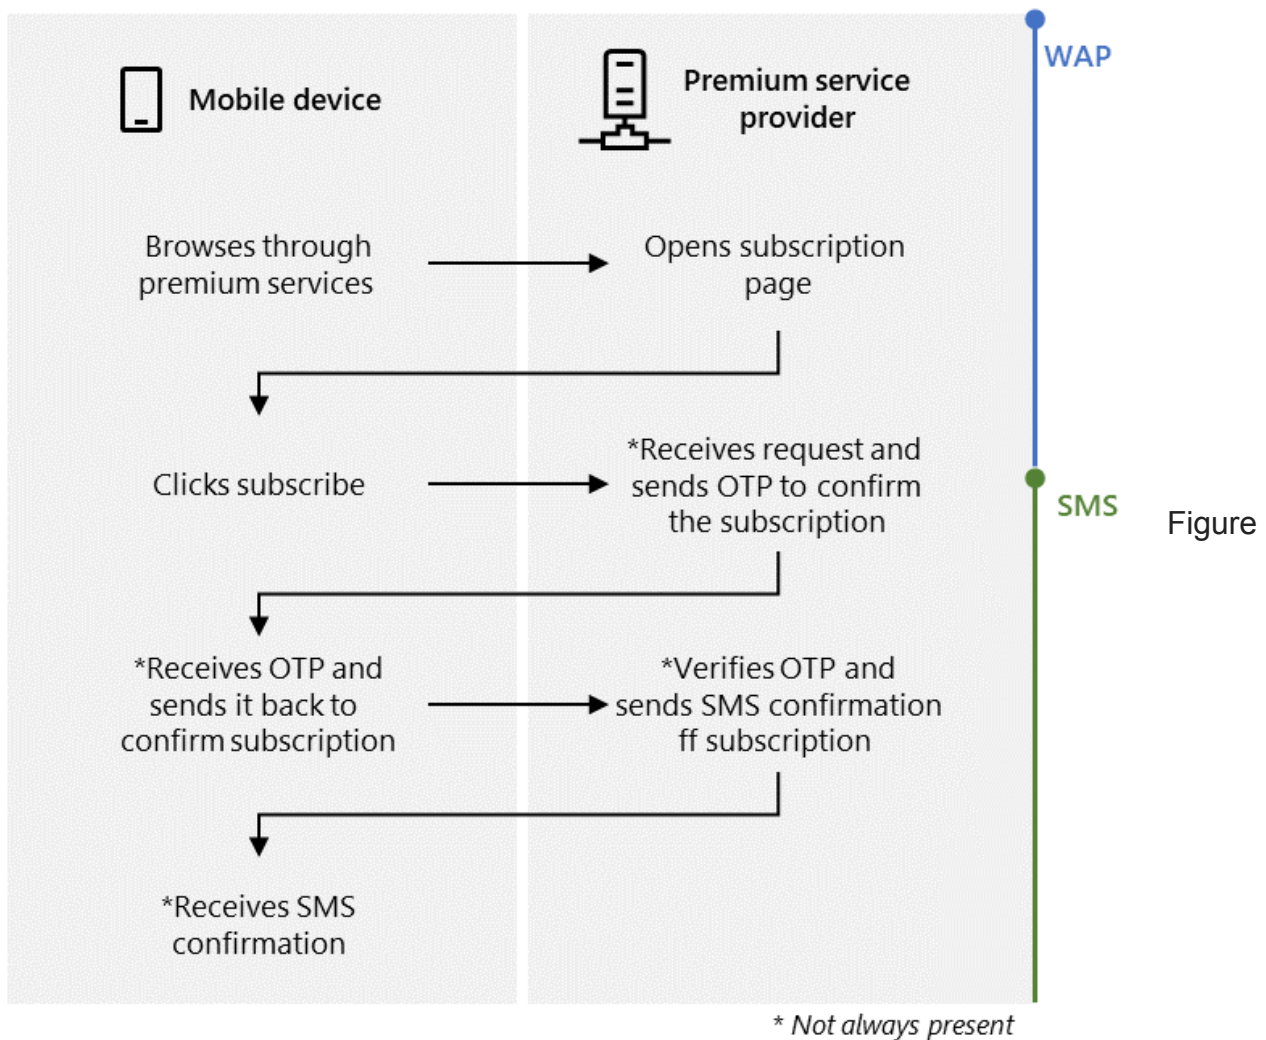 WAP
Mobile device
Premium service
provider
Browses through
premium services
Opens subscription
page
Clicks subscribe
*Receives request and
sends OTP to confirm
the subscription
SMS
Figure
*Receives OTP and
sends it back to
confirm subscription
*Verifies OTP and
sends SMS confirmation
ff subscription
*Receives SMS
confirmation
* Not always present